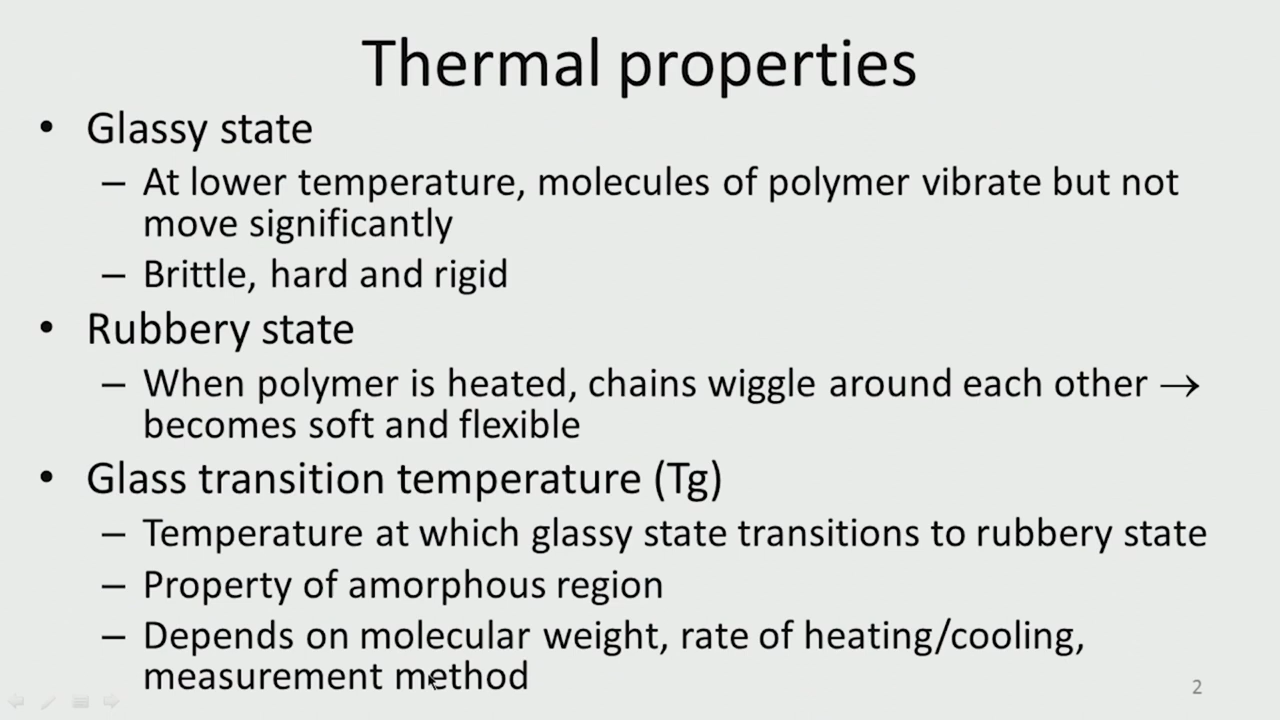 Thermal properties
• Glassy state
– At lower temperature, molecules of polymer vibrate but not
move significantly
– Brittle, hard and rigid
• Rubbery state
– When polymer is heated, chains wiggle around each other →
becomes soft and flexible
• Glass transition temperature (Tg)
– Temperature at which glassy state transitions to rubbery state
– Property of amorphous region
– Depends on molecular weight, rate of heating/cooling,
measurement method
2